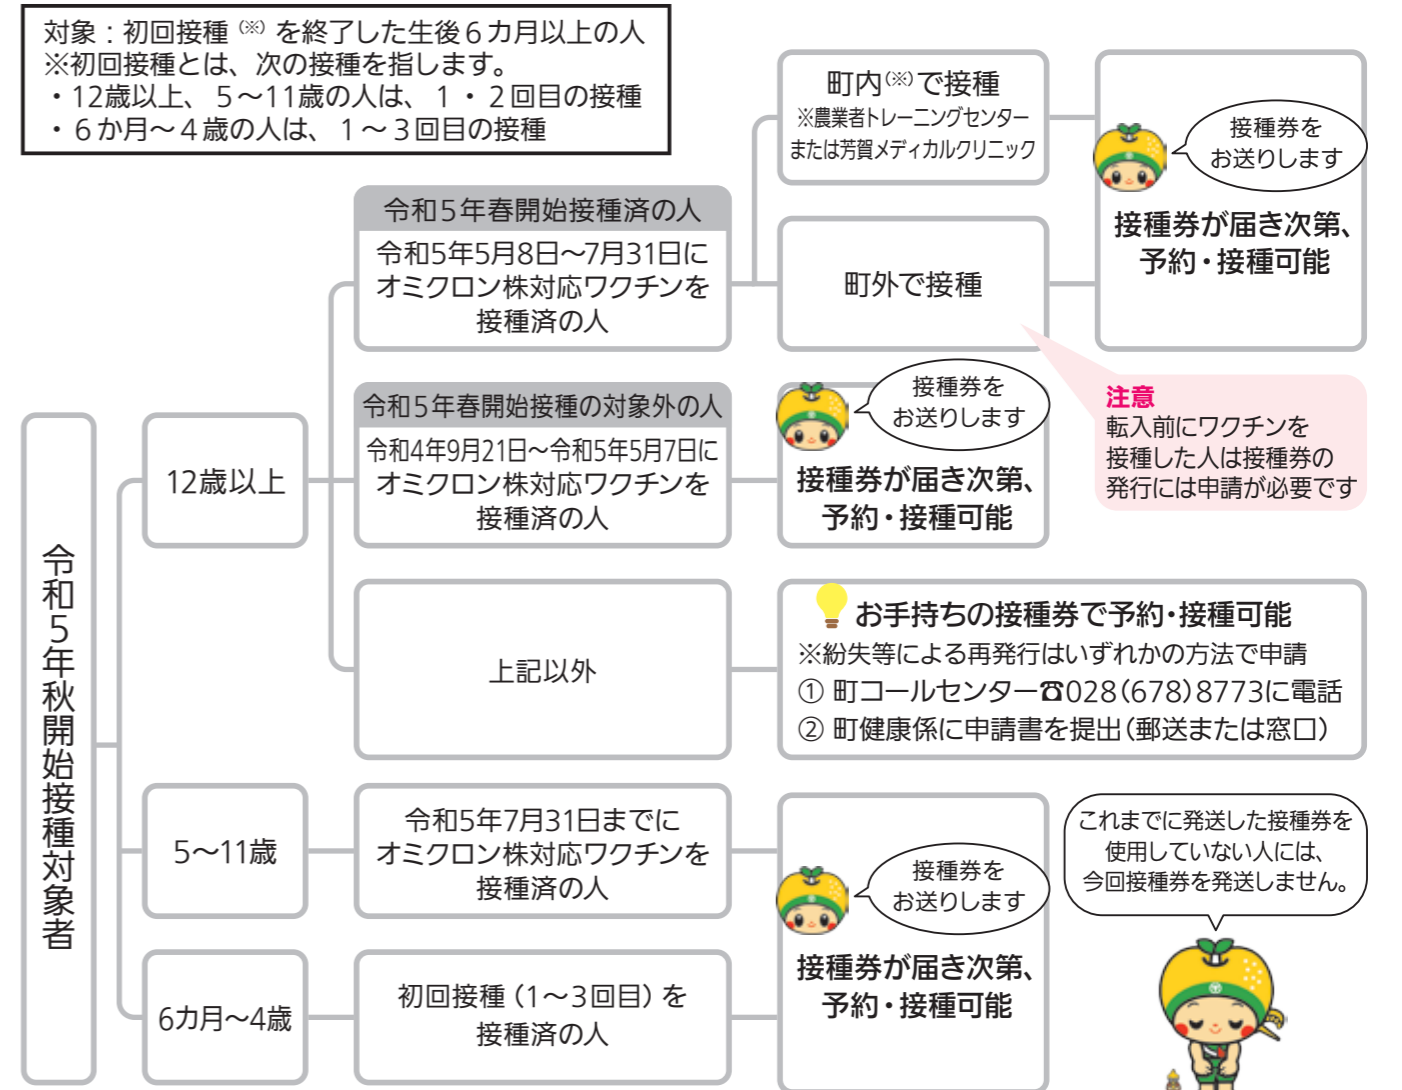 対象：初回接種（※）を終了した生後６カ月以上の人
※初回接種とは、次の接種を指します。
・12歳以上、５～11歳の人は、１・２回目の接種
・６か月～４歳の人は、１～３回目の接種
令和５年秋開始接種対象者
12歳以上
令和５年春開始接種済の人
令和5年5月8日～7月31日に
オミクロン株対応ワクチンを
接種済の人
町内（※）で接種
※農業者トレーニングセンター
または芳賀メディカルクリニック
町外で接種
接種券を
お送りします
接種券が届き次第、
予約・接種可能
注意
転入前にワクチンを
接種した人は接種券の
発行には申請が必要です
令和５年春開始接種の対象外の人
令和4年9月21日～令和5年5月7日に
オミクロン株対応ワクチンを
接種済の人
接種券を
お送りします
接種券が届き次第、
予約・接種可能
上記以外
お手持ちの接種券で予約・接種可能
※紛失等による再発行はいずれかの方法で申請
① 町コールセンター☎028(678)8773に電話
② 町健康係に申請書を提出（郵送または窓口）
5～11歳
令和5年7月31日までに
オミクロン株対応ワクチンを
接種済の人
6カ月～4歳
初回接種（1～3回目）を
接種済の人
接種券を
お送りします
接種券が届き次第、
予約・接種可能
これまでに発送した接種券を
使用していない人には、
今回接種券を発送しません。